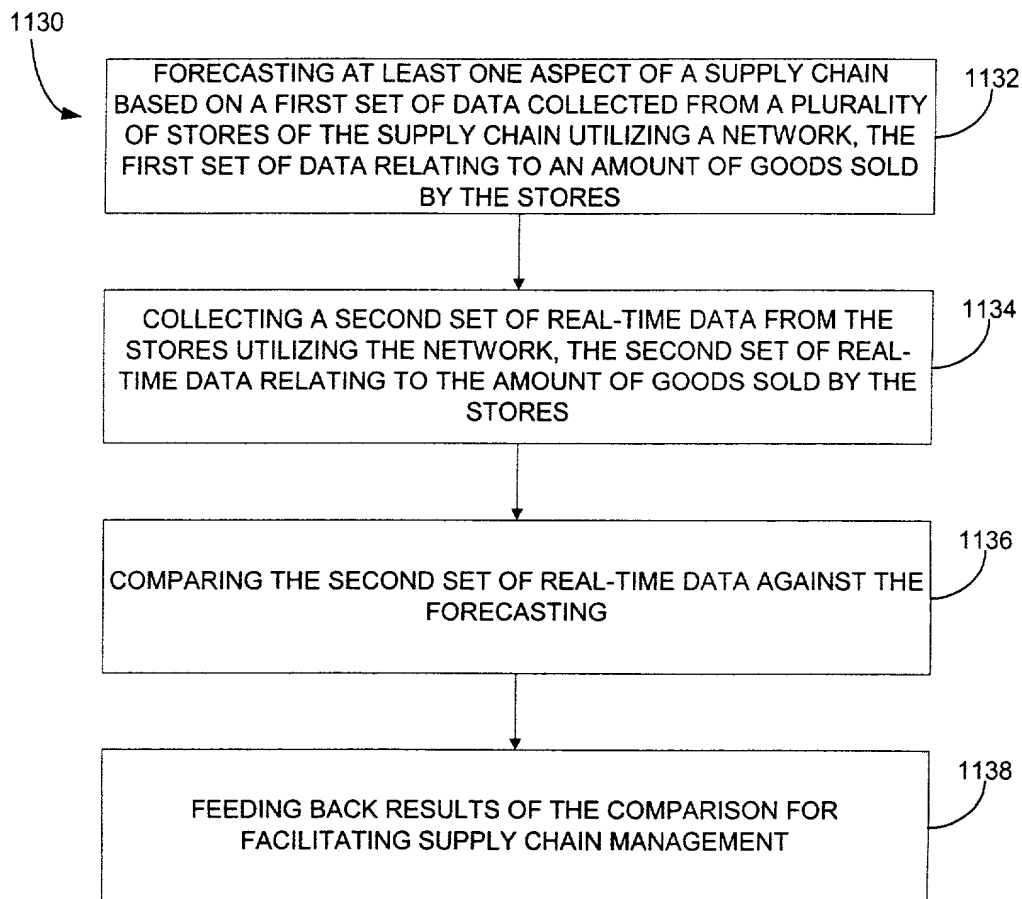 1130
FORECASTING AT LEAST ONE ASPECT OF A SUPPLY CHAIN
BASED ON A FIRST SET OF DATA COLLECTED FROM A PLURALITY
OF STORES OF THE SUPPLY CHAIN UTILIZING A NETWORK, THE
FIRST SET OF DATA RELATING TO AN AMOUNT OF GOODS SOLD
BY THE STORES
1132
COLLECTING A SECOND SET OF REAL-TIME DATA FROM THE
STORES UTILIZING THE NETWORK, THE SECOND SET OF REAL-
TIME DATA RELATING TO THE AMOUNT OF GOODS SOLD BY THE
STORES
1134
COMPARING THE SECOND SET OF REAL-TIME DATA AGAINST THE
FORECASTING
1136
FEEDING BACK RESULTS OF THE COMPARISON FOR
FACILITATING SUPPLY CHAIN MANAGEMENT
1138